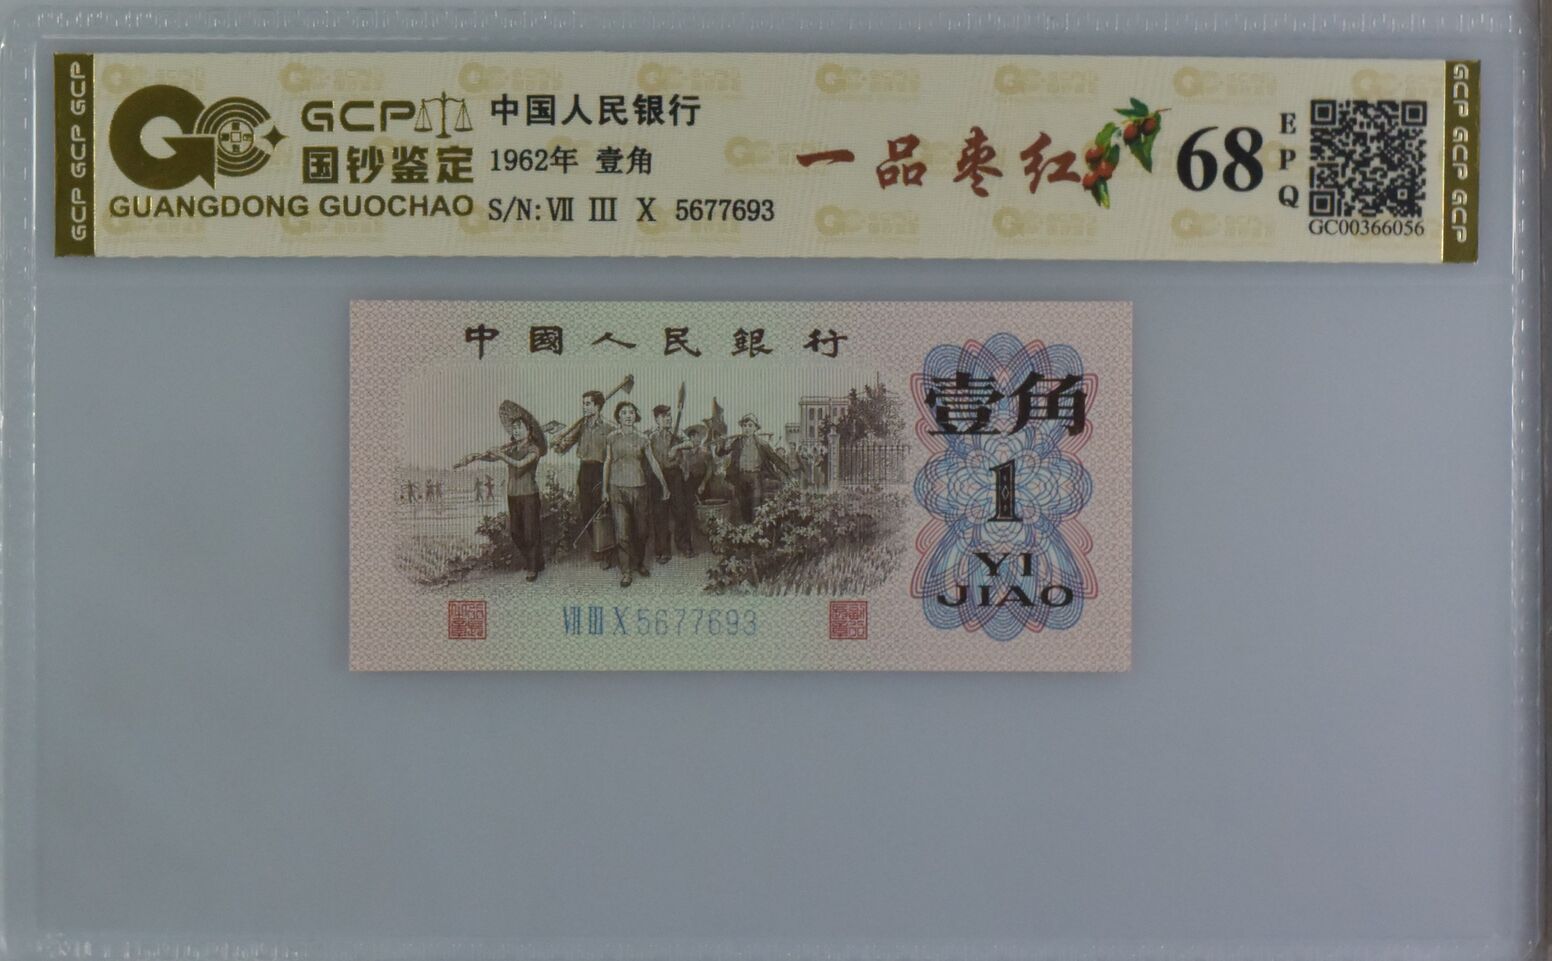 GCP GCP GCP
GCP
国钞鉴定
GUANGDONG GUOCHAO
中国人民银行
1962年 壹角
S/N:Ⅶ Ⅲ Ⅹ 5677693
一品枣红
68
EPQ
GC00366056
GCP GCP GCP
中國人民銀行
壹角
1
YI
JIAO
Ⅶ Ⅲ Ⅹ 5677693